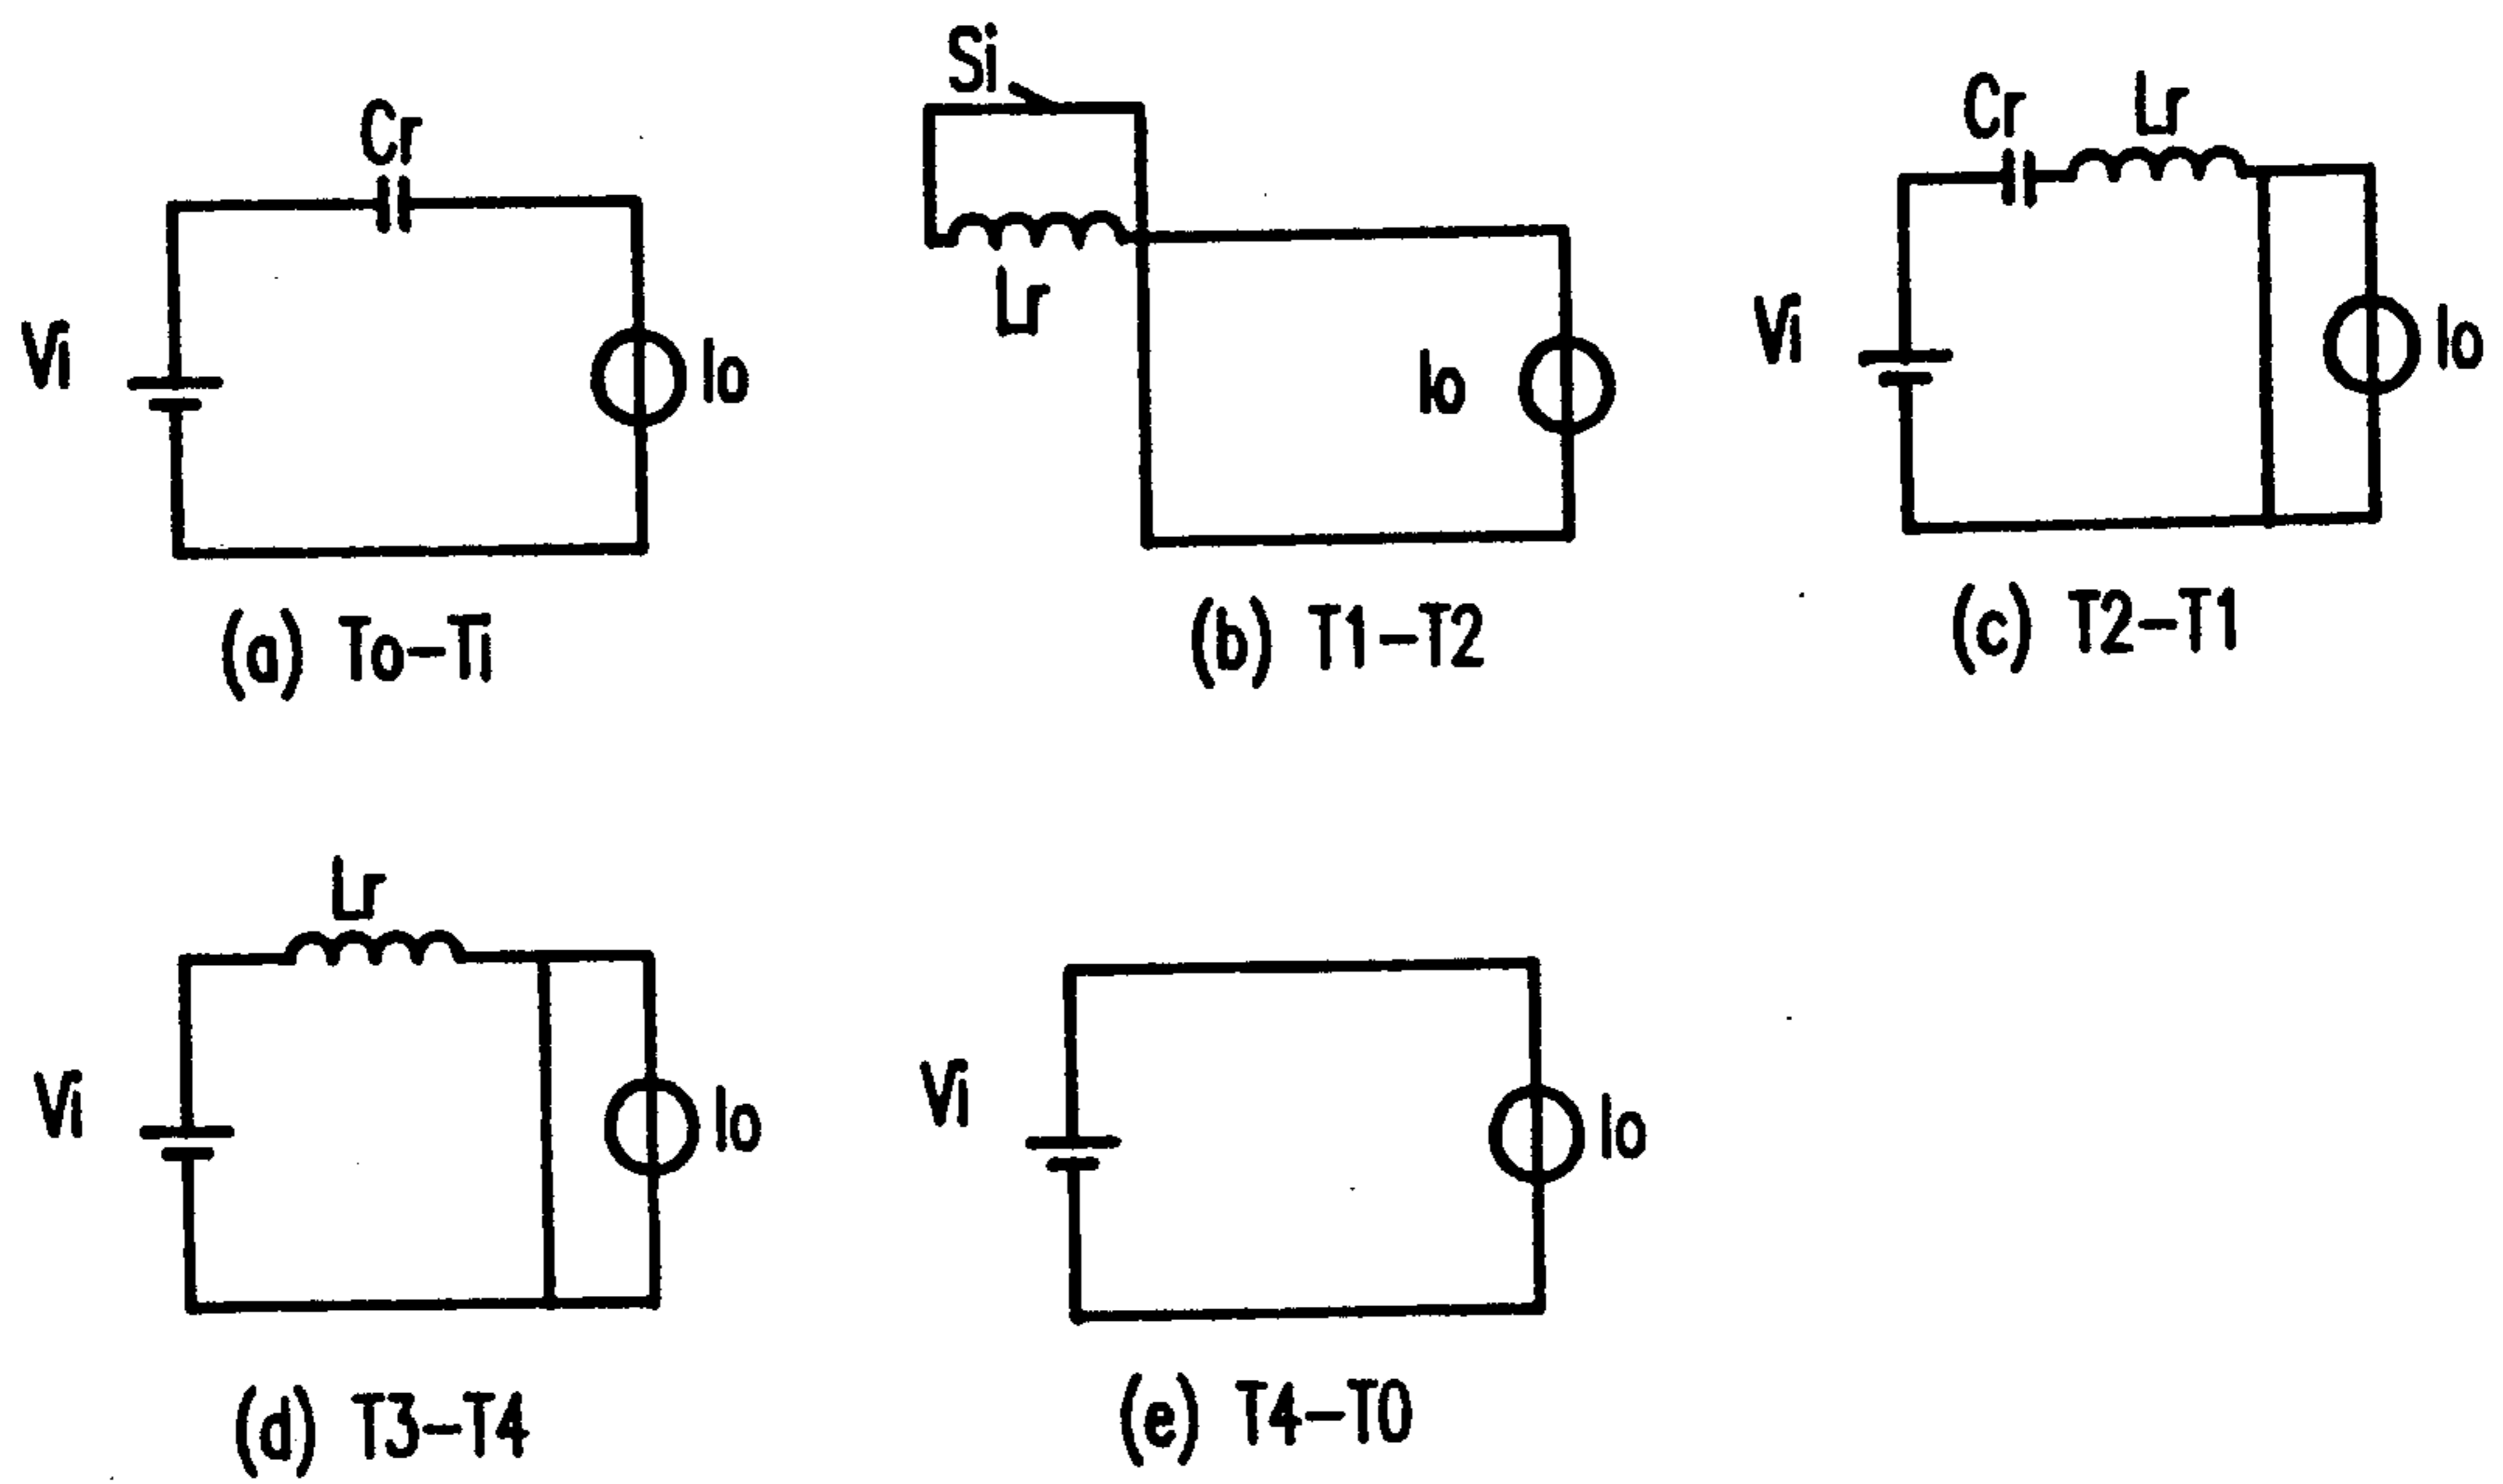 Si
Cr
Cr Lr
Vi Io
Lr
Io
Vi Io
(a) To-Ti
(b) T1-T2
(c) T2-T1
Lr
Vi Io
Vi Io
(d) T3-T4
(e) T4-T0